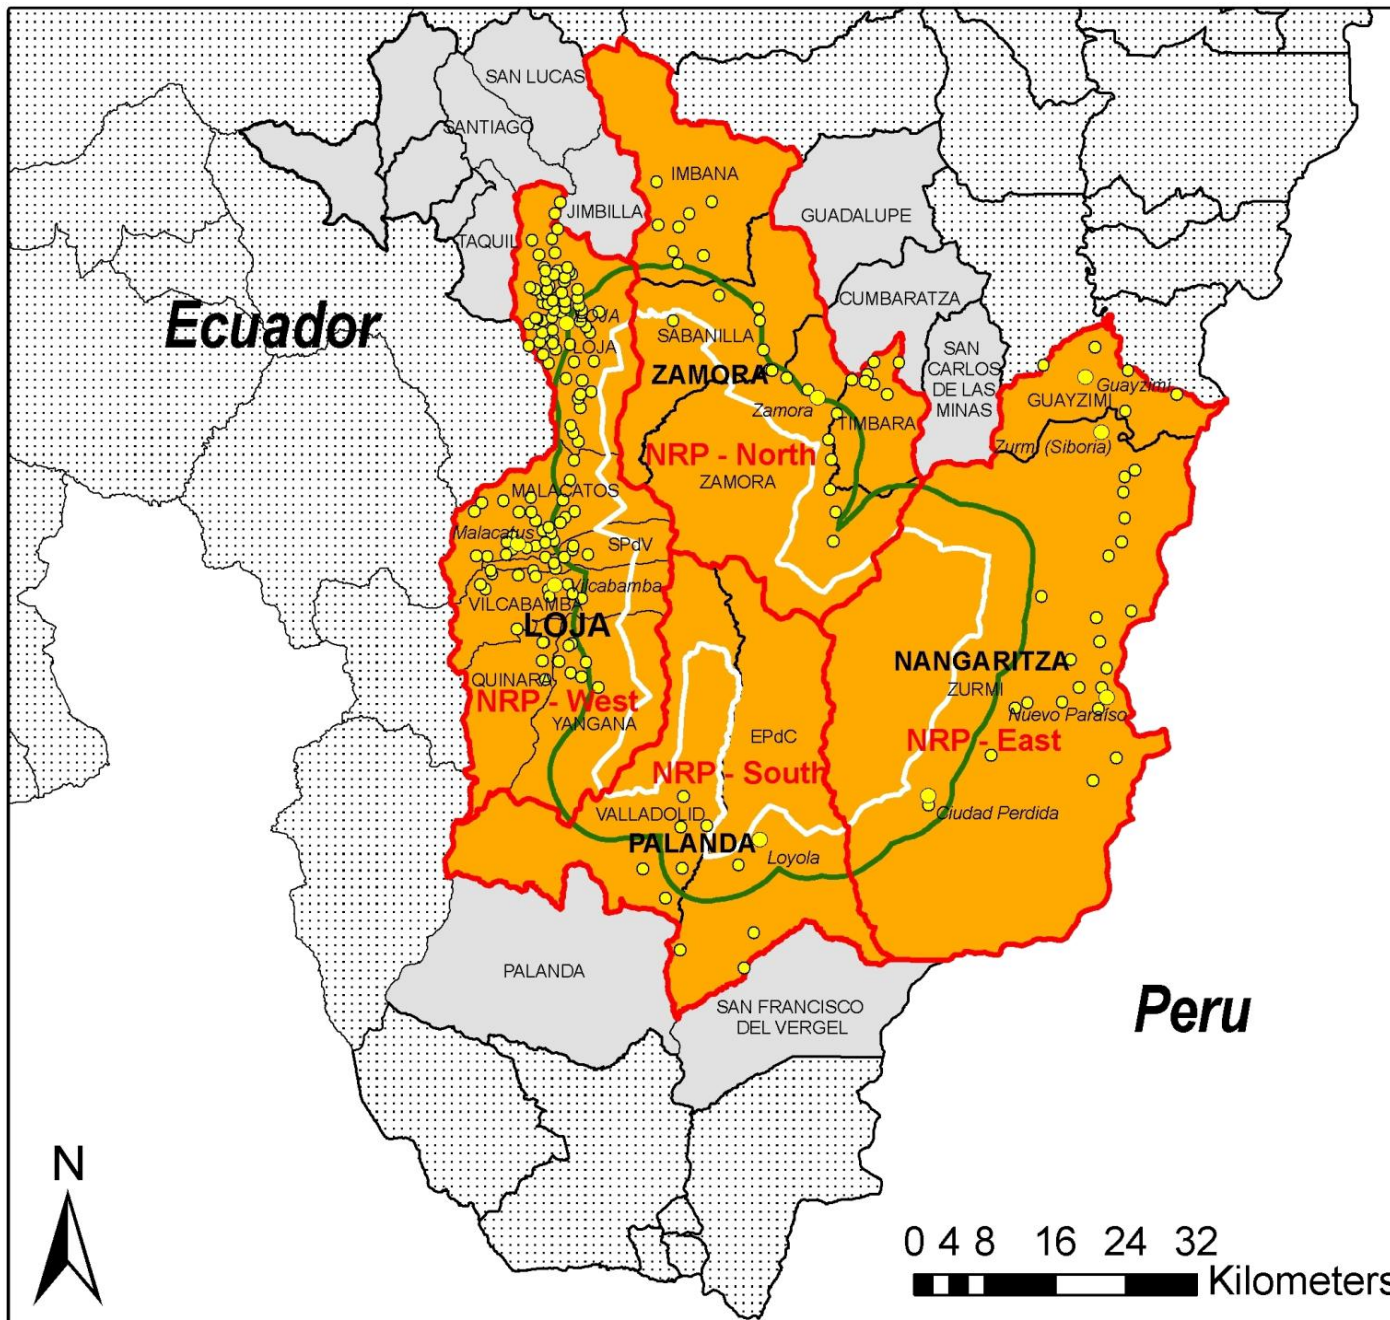 SAN LUCAS
SANTIAGO
IMBANA
JIMBILLA
GUADALUPE
TAQUIL
CUMBARATZA
Ecuador
LOJA
SABANILLA
LOJA
SAN
CARLOS
DE LAS
MINAS
ZAMORA
Guayzimi
GUAYZIMI
Zamora
TIMBARA
Zurmi (Siboria)
NRP - North
ZAMORA
MALACATOS
Malacatus
SPdV
Vilcabamba
VILCABAMBA
LOJA
NANGARITZA
ZURMI
QUINARA
NRP - West
YANGANA
Nuevo Paraíso
EPdC
NRP - East
NRP - South
VALLADOLID
Ciudad Perdida
PALANDA
Loyola
PALANDA
SAN FRANCISCO
DEL VERGEL
Peru
N
0 4 8 16 24 32
Kilometers